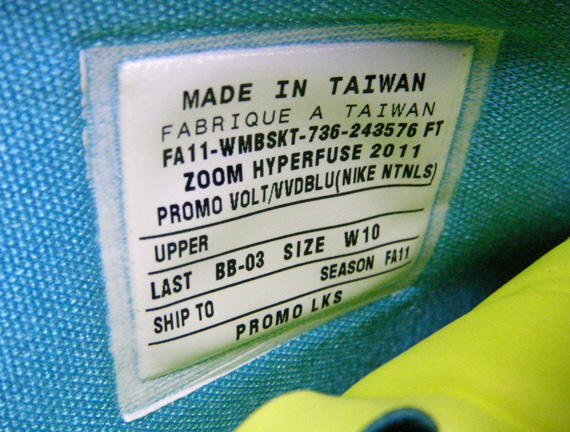 MADE IN TAIWAN
FABRIQUE A TAIWAN
FA11-WMBSKT-736-243576 FT
ZOOM HYPERFUSE 2011
PROMO VOLT/VVDBLU(NIKE NTNLS)
UPPER
LAST BB-03 SIZE W10
SHIP TO SEASON FA11
PROMO LKS